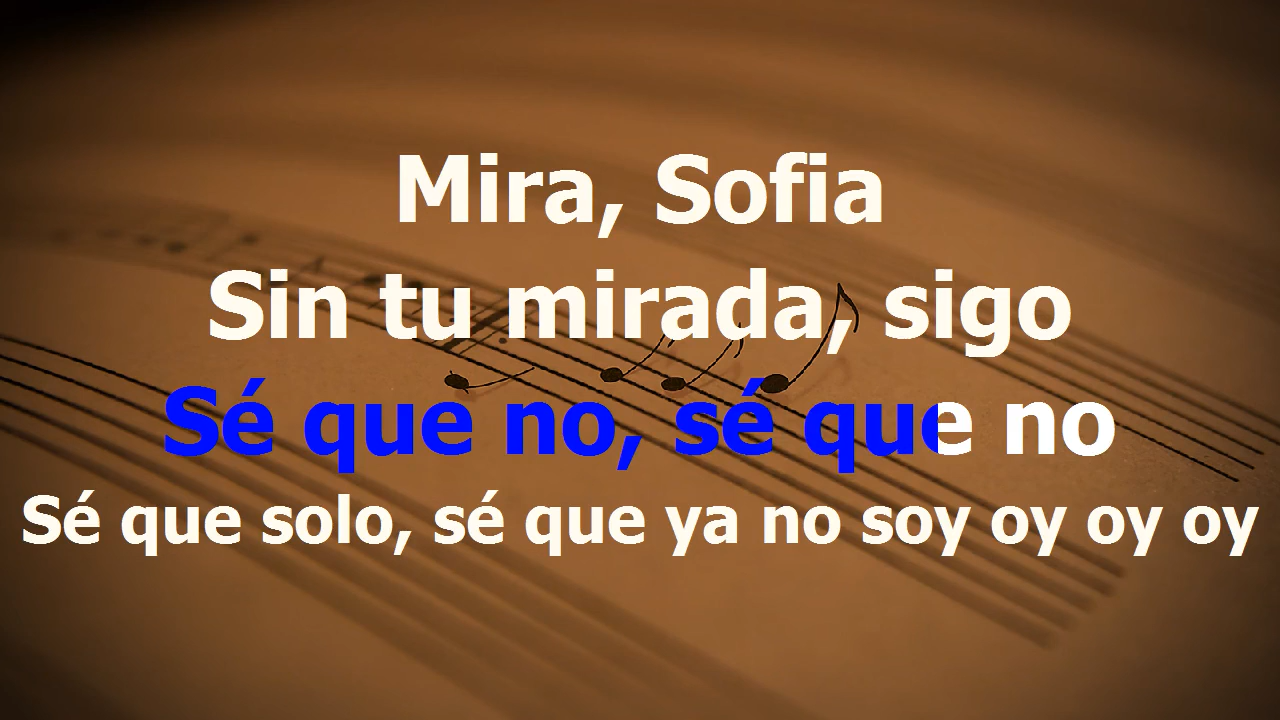 Mira, Sofia
Sin tu mirada, sigo
Sé que no, sé que no
Sé que solo, sé que ya no soy oy oy oy